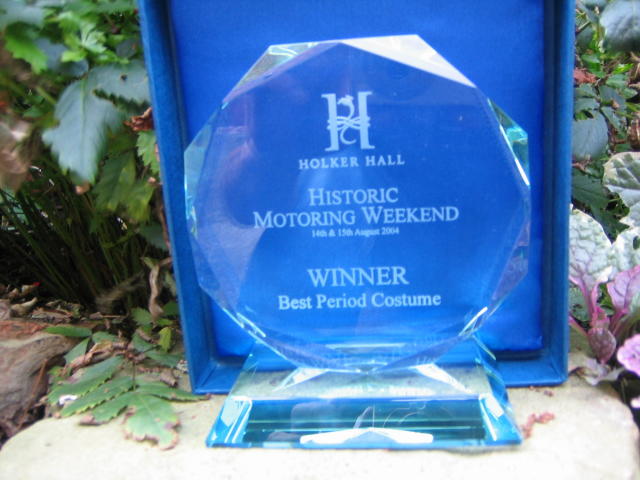 H
HOLKER HALL
HISTORIC
MOTORING WEEKEND
14th & 15th August 2004
WINNER
Best Period Costume